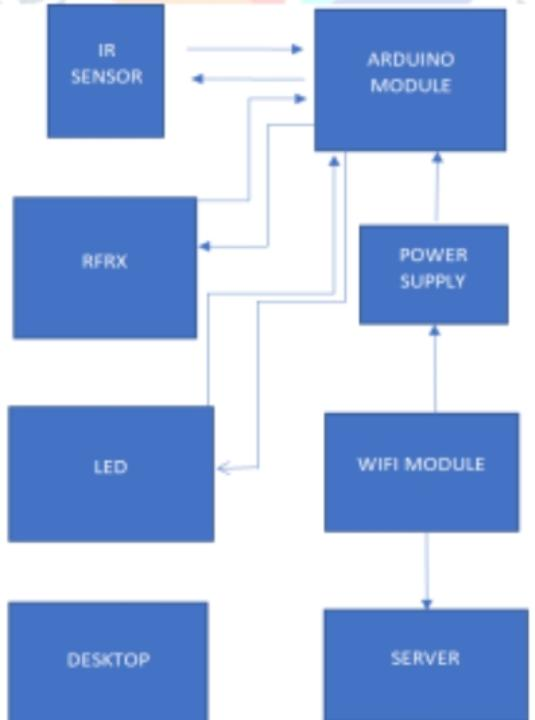 IR
SENSOR
ARDUINO
MODULE
RFRX
POWER
SUPPLY
LED
WIFI MODULE
DESKTOP
SERVER